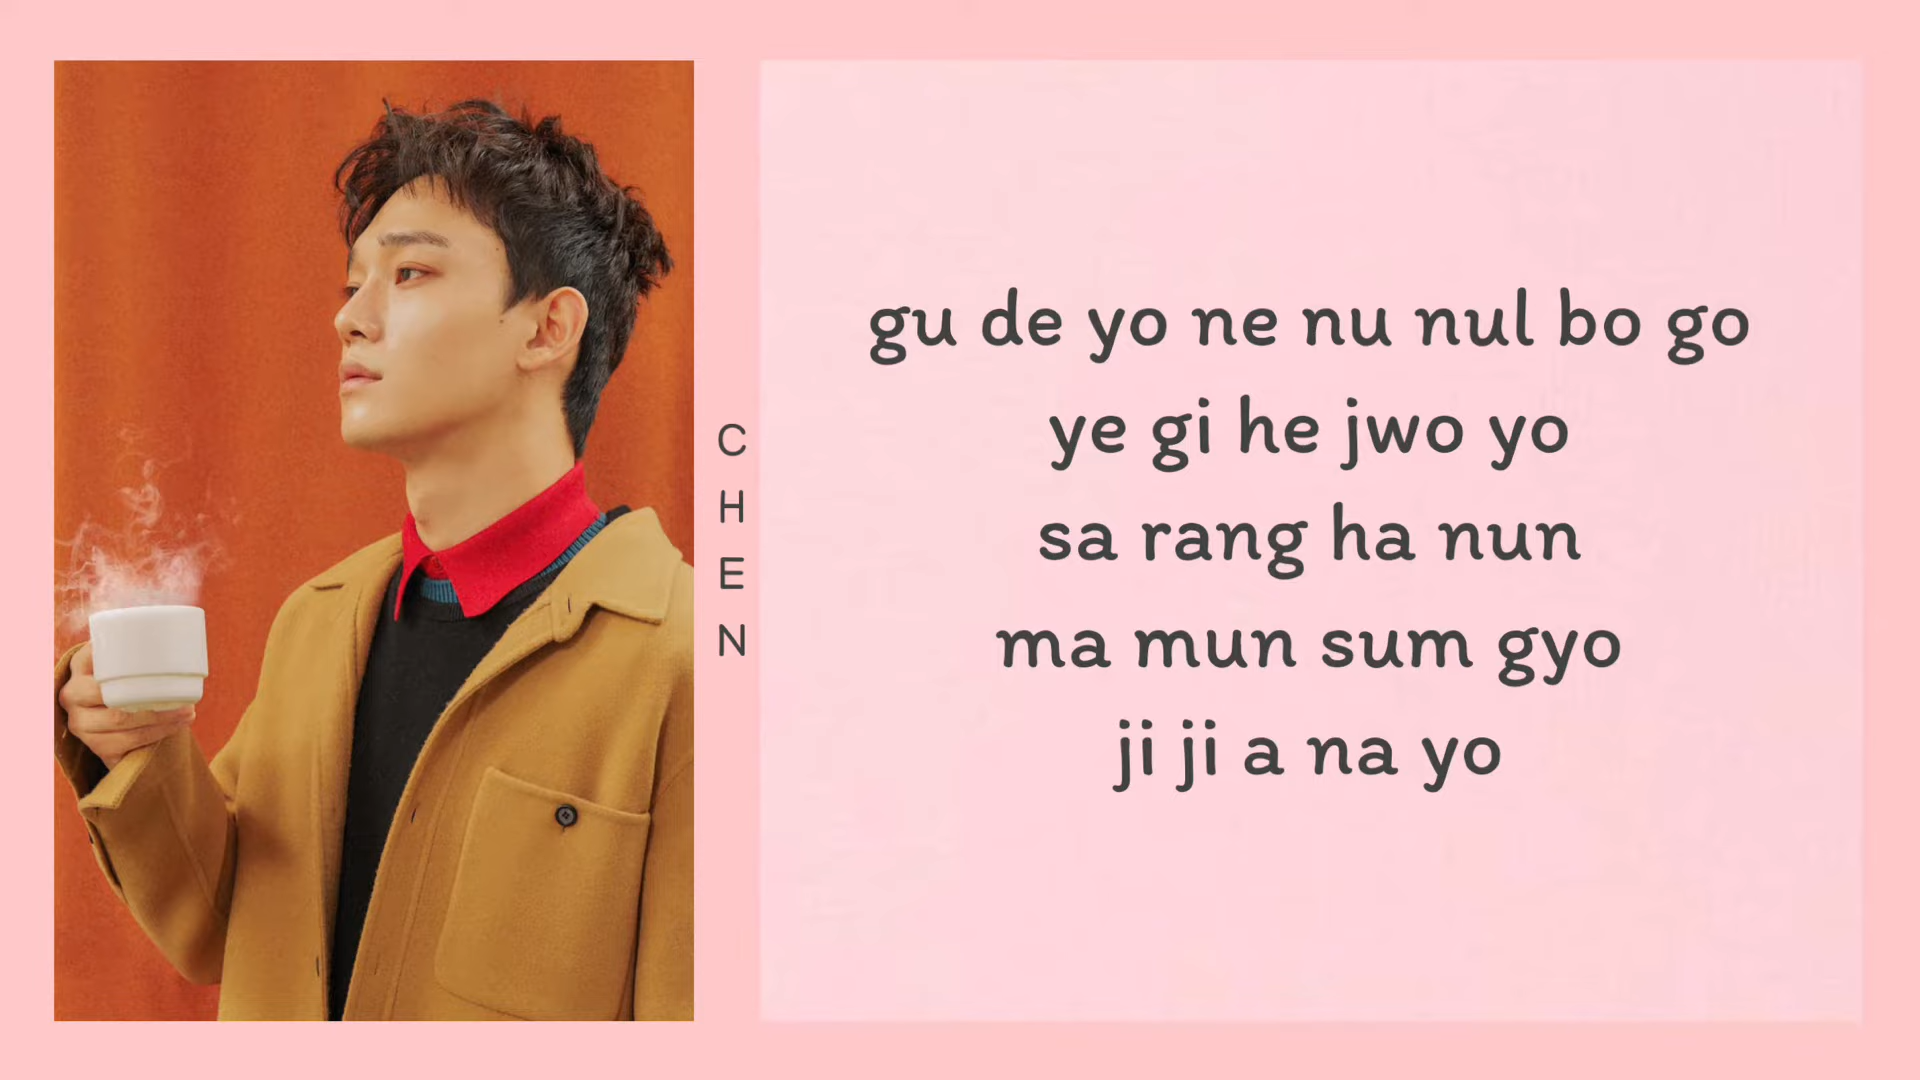 CHEN
gu de yo ne nu nul bo go
ye gi he jwo yo
sa rang ha nun
ma mun sum gyo
ji ji a na yo